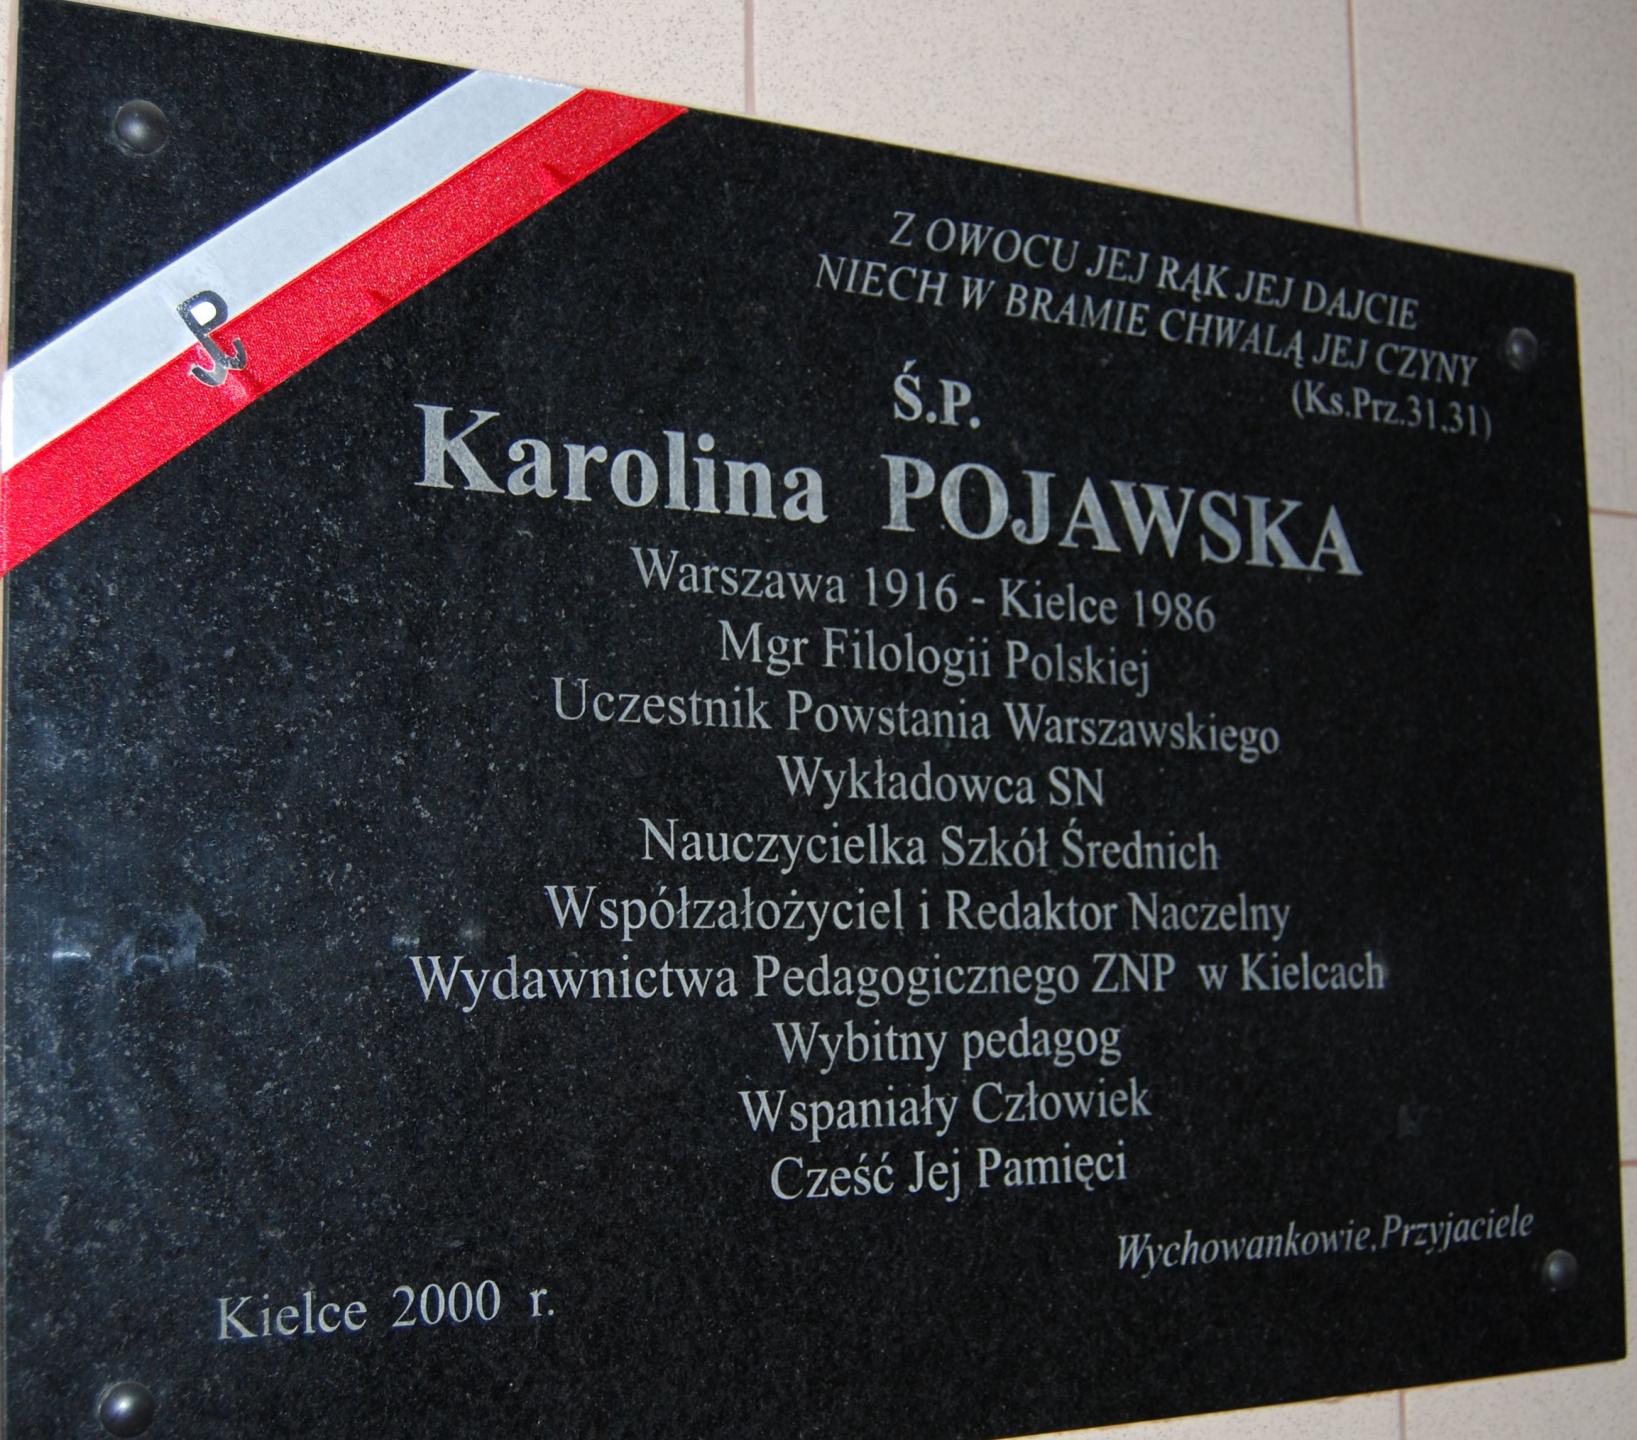 Z OWOCU JEJ RĄK JEJ DAJCIE
NIECH W BRAMIE CHWALĄ JEJ CZYNY
(Ks.Prz.31,31)
Ś.P.
Karolina POJAWSKA
Warszawa 1916 - Kielce 1986
Mgr Filologii Polskiej
Uczestnik Powstania Warszawskiego
Wykładowca SN
Nauczycielka Szkół Średnich
Współzałożyciel i Redaktor Naczelny
Wydawnictwa Pedagogicznego ZNP w Kielcach
Wybitny pedagog
Wspaniały Człowiek
Cześć Jej Pamięci
Wychowankowie,Przyjaciele
Kielce 2000 r.